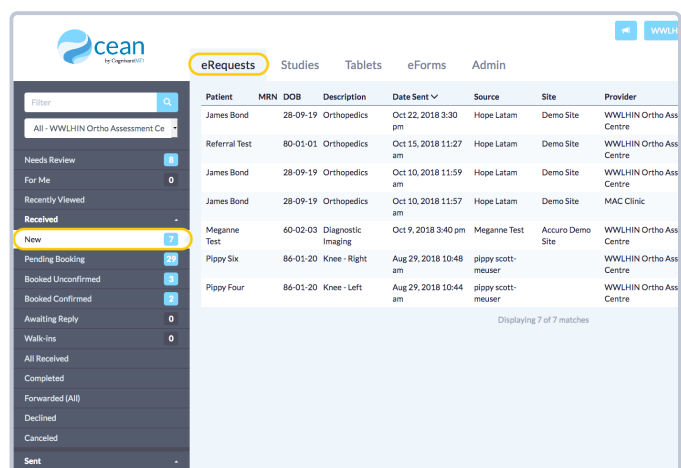 cean
by CognisantMD
WWLH
eRequests Studies Tablets eForms Admin
Filter
All - WWLHIN Ortho Assessment Ce
Needs Review 8
For Me 0
Recently Viewed
Received
New 7
Pending Booking 29
Booked Unconfirmed 3
Booked Confirmed 2
Awaiting Reply 0
Walk-ins 0
All Received
Completed
Forwarded (All)
Declined
Canceled
Sent
Patient MRN DOB Description Date Sent Source Site Provider
James Bond 28-09-19 Orthopedics Oct 22, 2018 3:30 Hope Latam Demo Site WWLHIN Ortho Ass
pm Centre
Referral Test 80-01-01 Orthopedics Oct 15, 2018 11:27 Hope Latam Demo Site WWLHIN Ortho Ass
am Centre
James Bond 28-09-19 Orthopedics Oct 10, 2018 11:59 Hope Latam Demo Site WWLHIN Ortho Ass
am Centre
James Bond 28-09-19 Orthopedics Oct 10, 2018 11:57 Hope Latam Demo Site MAC Clinic
am
Meganne 60-02-03 Diagnostic Oct 9, 2018 3:40 pm Meganne Test Accuro Demo WWLHIN Ortho Ass
Test Imaging Site Centre
Pippy Six 86-01-20 Knee - Right Aug 29, 2018 10:48 pippy scott- WWLHIN Ortho Ass
am meuser Centre
Pippy Four 86-01-20 Knee - Left Aug 29, 2018 10:44 pippy scott- WWLHIN Ortho Ass
am meuser Centre
Displaying 7 of 7 matches